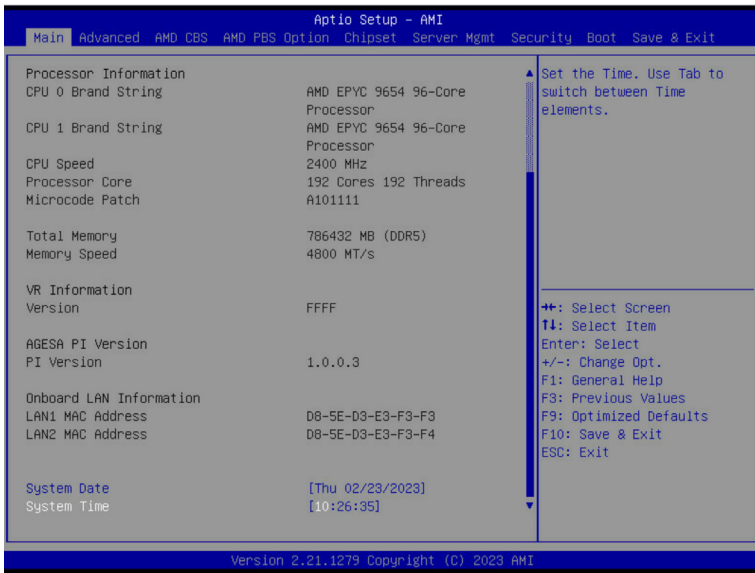 Aptio Setup - AMI
Main Advanced AMD CBS AMD PBS Option Chipset Server Mgmt Security Boot Save & Exit
Processor Information
CPU 0 Brand String AMD EPYC 9654 96-Core
Processor
CPU 1 Brand String AMD EPYC 9654 96-Core
Processor
CPU Speed 2400 MHz
Processor Core 192 Cores 192 Threads
Microcode Patch A101111
Total Memory 786432 MB (DDR5)
Memory Speed 4800 MT/s
VR Information
Version FFFF
AGESA PI Version
PI Version 1.0.0.3
Onboard LAN Information
LAN1 MAC Address D8-5E-D3-E3-F3-F3
LAN2 MAC Address D8-5E-D3-E3-F3-F4
System Date [Thu 02/23/2023]
System Time [10:26:35]
Set the Time. Use Tab to
switch between Time
elements.
→←: Select Screen
↑↓: Select Item
Enter: Select
+/-: Change Opt.
F1: General Help
F3: Previous Values
F9: Optimized Defaults
F10: Save & Exit
ESC: Exit
Version 2.21.1279 Copyright (C) 2023 AMI